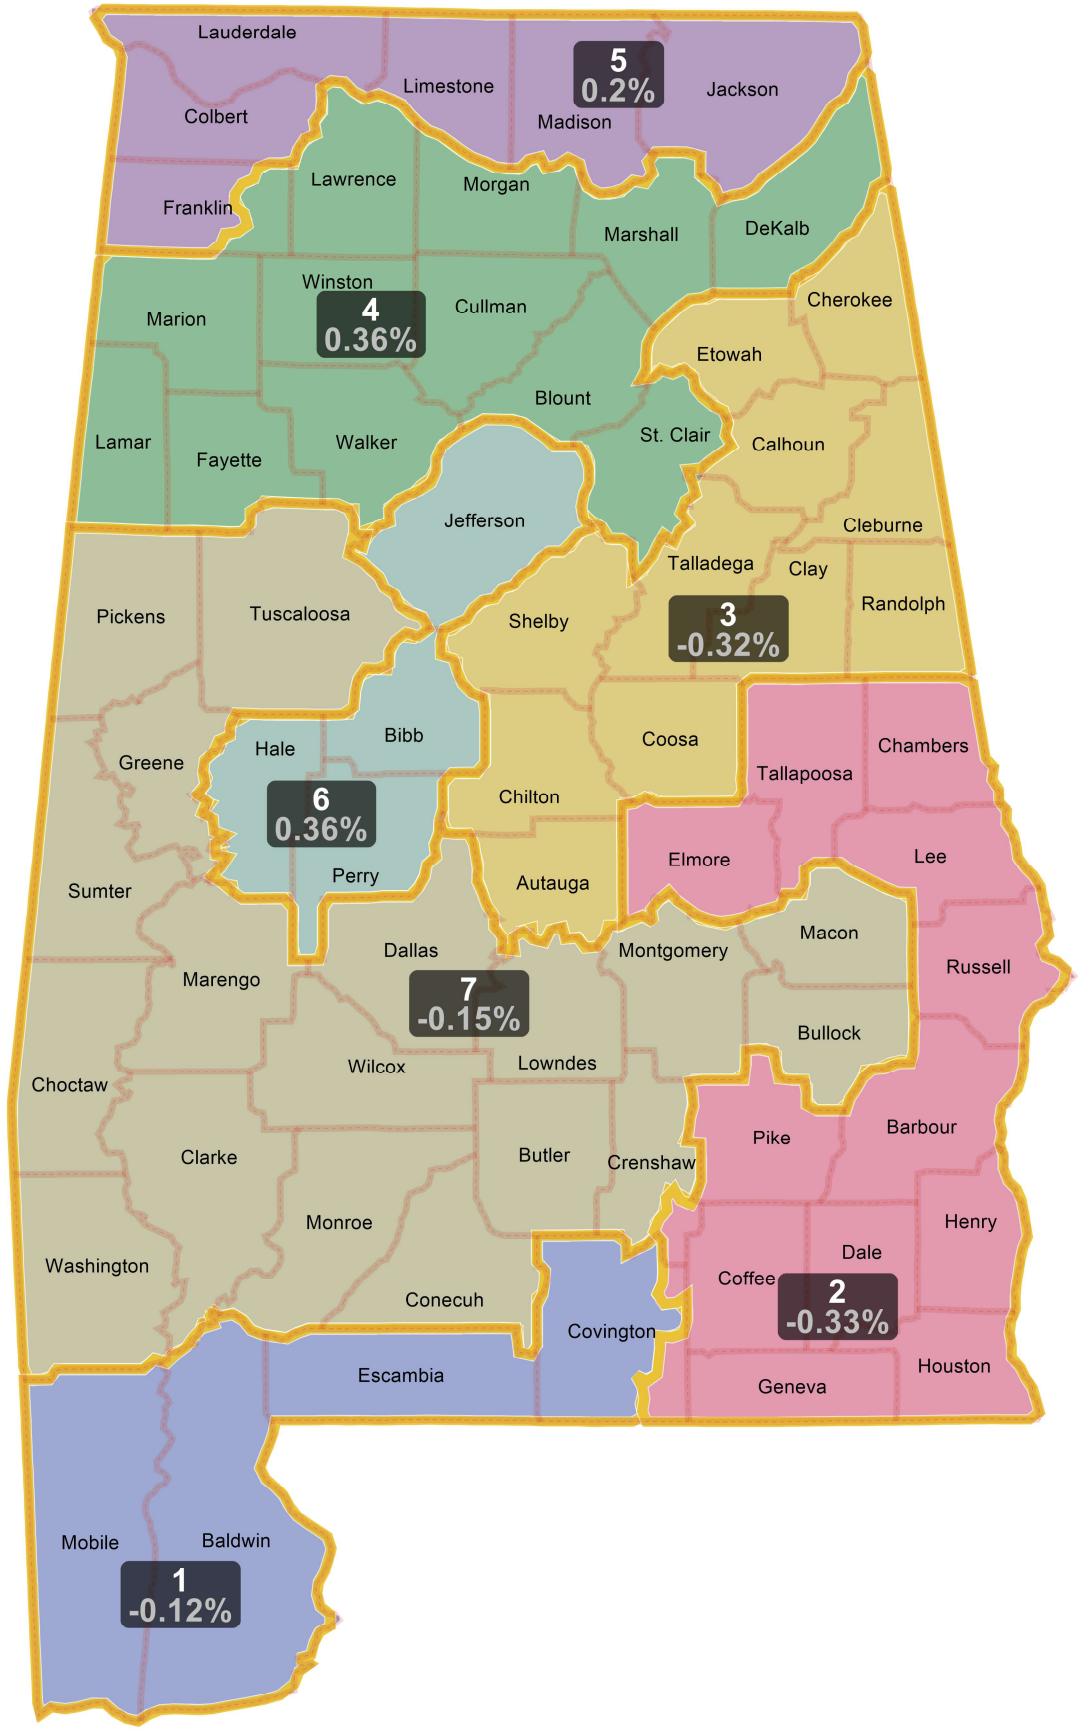 Lauderdale
5
0.2%
Limestone
Jackson
Colbert
Madison
Lawrence
Morgan
Franklin
Marshall
DeKalb
Winston
Cherokee
4
0.36%
Cullman
Marion
Etowah
Blount
St. Clair
Lamar
Walker
Calhoun
Fayette
Jefferson
Cleburne
Talladega
Clay
Randolph
Pickens
Tuscaloosa
Shelby
3
-0.32%
Hale
Bibb
Coosa
Chambers
Greene
Tallapoosa
6
0.36%
Chilton
Elmore
Lee
Perry
Autauga
Sumter
Macon
Dallas
Montgomery
Russell
Marengo
7
-0.15%
Bullock
Wilcox
Lowndes
Choctaw
Pike
Barbour
Clarke
Butler
Crenshaw
Monroe
Henry
Washington
Dale
Coffee
2
-0.33%
Conecuh
Covington
Escambia
Geneva
Houston
Mobile
Baldwin
1
-0.12%